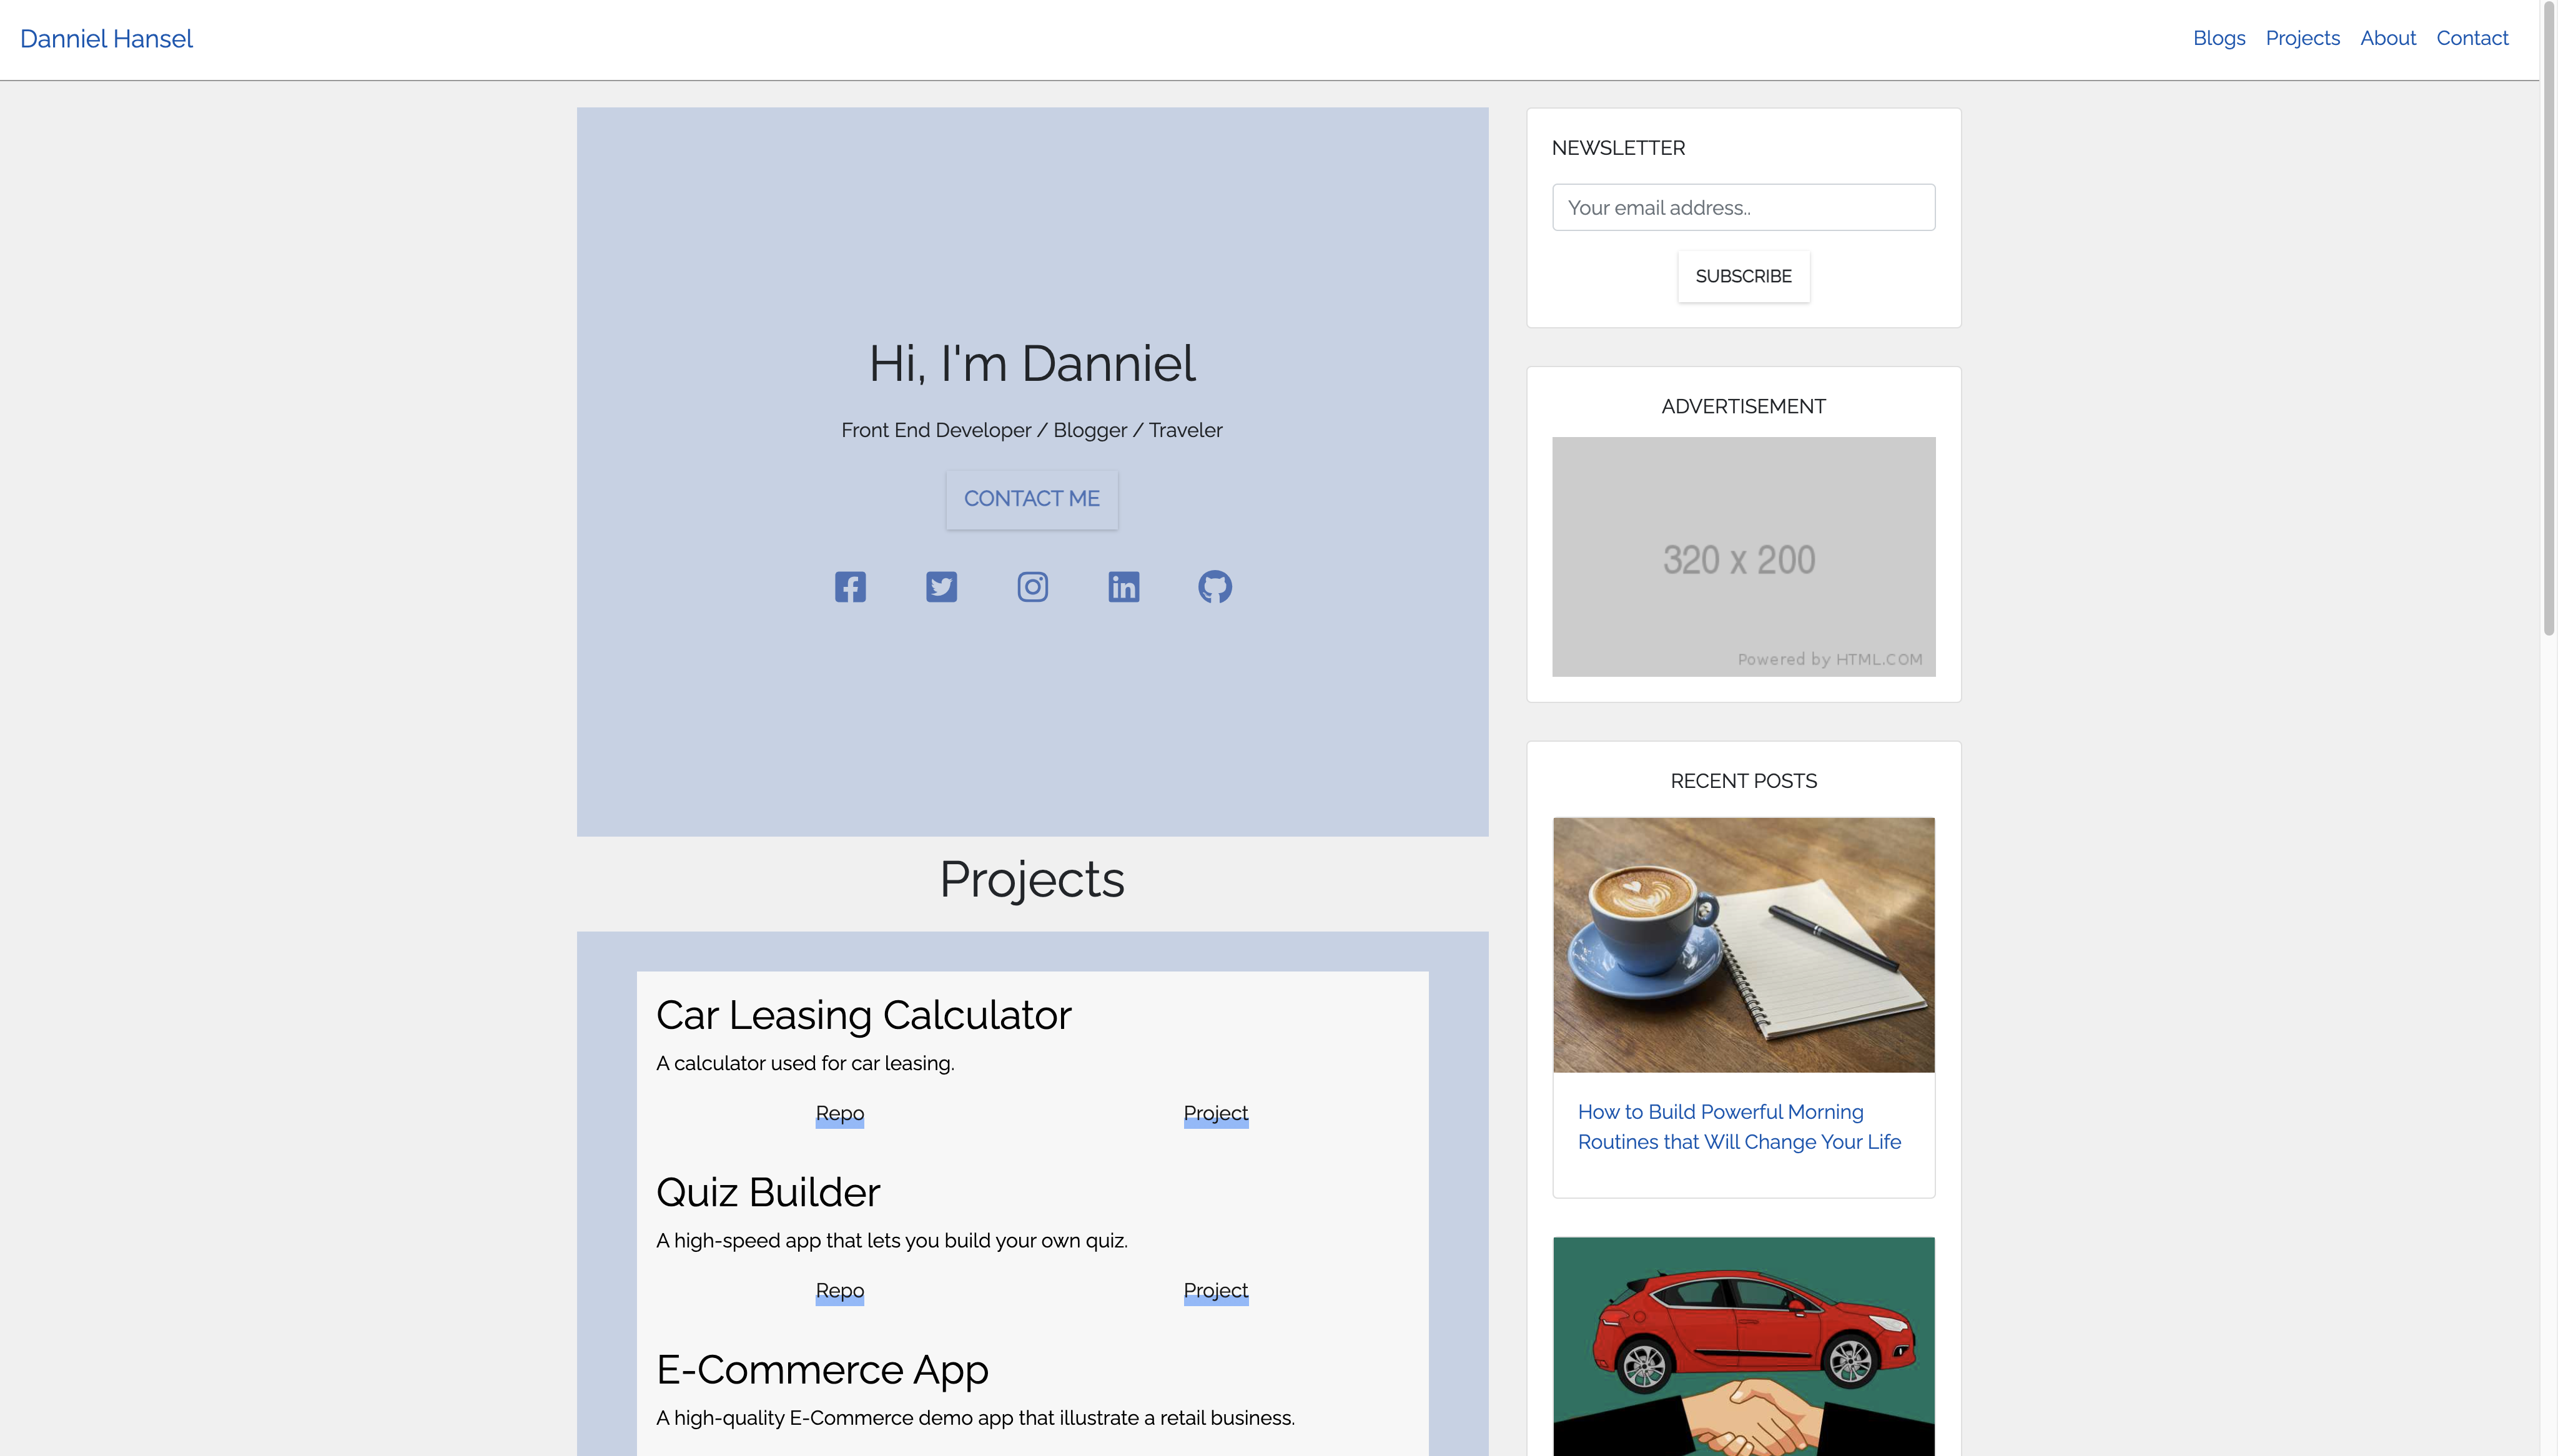 Danniel Hansel
Blogs Projects About Contact
Hi, I'm Danniel
Front End Developer / Blogger / Traveler
CONTACT ME
Projects
Car Leasing Calculator
A calculator used for car leasing.
Repo Project
Quiz Builder
A high-speed app that lets you build your own quiz.
Repo Project
E-Commerce App
A high-quality E-Commerce demo app that illustrate a retail business.
NEWSLETTER
Your email address..
SUBSCRIBE
ADVERTISEMENT
320 x 200
Powered by HTML.COM
RECENT POSTS
How to Build Powerful Morning
Routines that Will Change Your Life